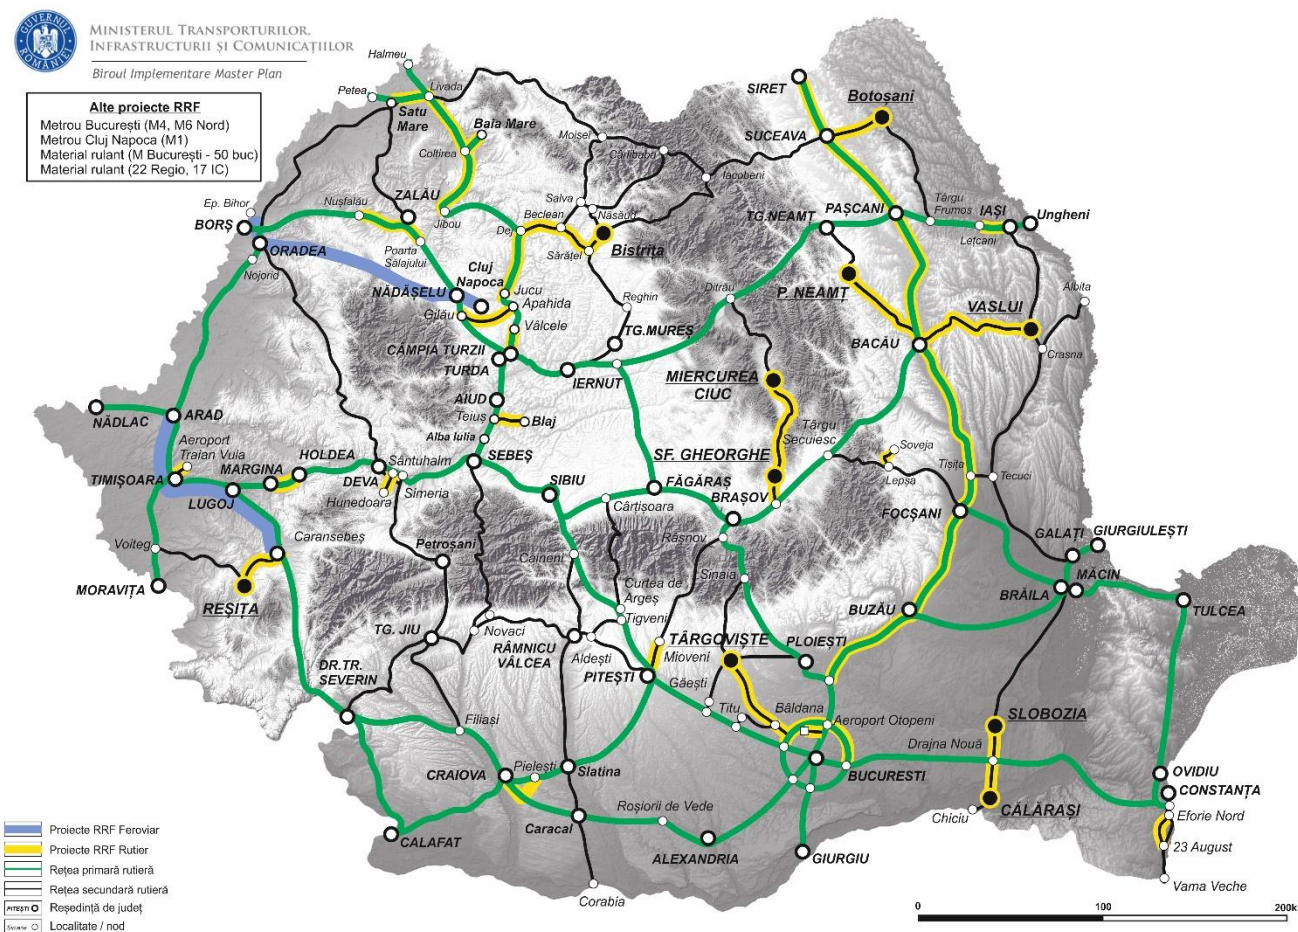 GUVERNUL ROMÂNIEI
MINISTERUL TRANSPORTURILOR,
INFRASTRUCTURII ȘI COMUNICAȚIILOR
Biroul Implementare Master Plan
Alte proiecte RRF
Metrou București (M4, M6 Nord)
Metrou Cluj Napoca (M1)
Material rulant (M București - 50 buc)
Material rulant (22 Regio, 17 IC)
Halmeu
Petea
Livada
Satu
Mare
Baia Mare
Coltirea
Moisei
Cârlibaba
Iacobeni
SIRET
Botoșani
SUCEAVA
Ep. Bihor
BORȘ
ORADEA
Nojorid
Nușfalău
ZALĂU
Jibou
Poarta
Sălajului
Salva
Năsăud
Beclean
Dej
Bistrița
Sărățel
TG.NEAMȚ
PAȘCANI
Târgu
Frumos
IAȘI
Lețcani
Ungheni
Cluj
Napoca
NĂDĂȘELU
Jucu
Apahida
Gilău
Vâlcele
Reghin
TG.MUREȘ
Ditrău
P. NEAMȚ
VASLUI
Albița
Crasna
BACĂU
CÂMPIA TURZII
TURDA
IERNUT
MIERCUREA
CIUC
AIUD
Teiuș
Blaj
Alba Iulia
NĂDLAC
ARAD
Aeroport
Traian Vuia
TIMIȘOARA
MARGINA
HOLDEA
LUGOJ
DEVA
Sântuhalm
Hunedoara
Simeria
SEBEȘ
SIBIU
FĂGĂRAȘ
Cârțișoara
SF. GHEORGHE
Târgu
Secuiesc
BRAȘOV
Soveja
Lepșa
Tișița
Tecuci
FOCȘANI
Voiteg
Caransebeș
MORAVIȚA
REȘIȚA
Petroșani
Caineni
Râșnov
Sinaia
GALAȚI
GIURGIULEȘTI
MĂCIN
BRĂILA
TULCEA
BUZĂU
Curtea de
Argeș
Tigveni
TG. JIU
Novaci
RÂMNICU
VÂLCEA
Aldești
TÂRGOVIȘTE
Mioveni
PLOIEȘTI
PITEȘTI
Găești
Titu
Bâldana
Aeroport Otopeni
DR.TR.
SEVERIN
Filiași
CRAIOVA
Pielești
Slatina
BUCURESTI
Drajna Nouă
SLOBOZIA
CĂLĂRAȘI
Chiciu
OVIDIU
CONSTANȚA
Eforie Nord
23 August
Vama Veche
CALAFAT
Caracal
Roșiorii de Vede
ALEXANDRIA
GIURGIU
Corabia
Proiecte RRF Feroviar
Proiecte RRF Rutier
Rețea primară rutieră
Rețea secundară rutieră
PITEȘTI Reședință de județ
Localitate / nod
0 100 200k